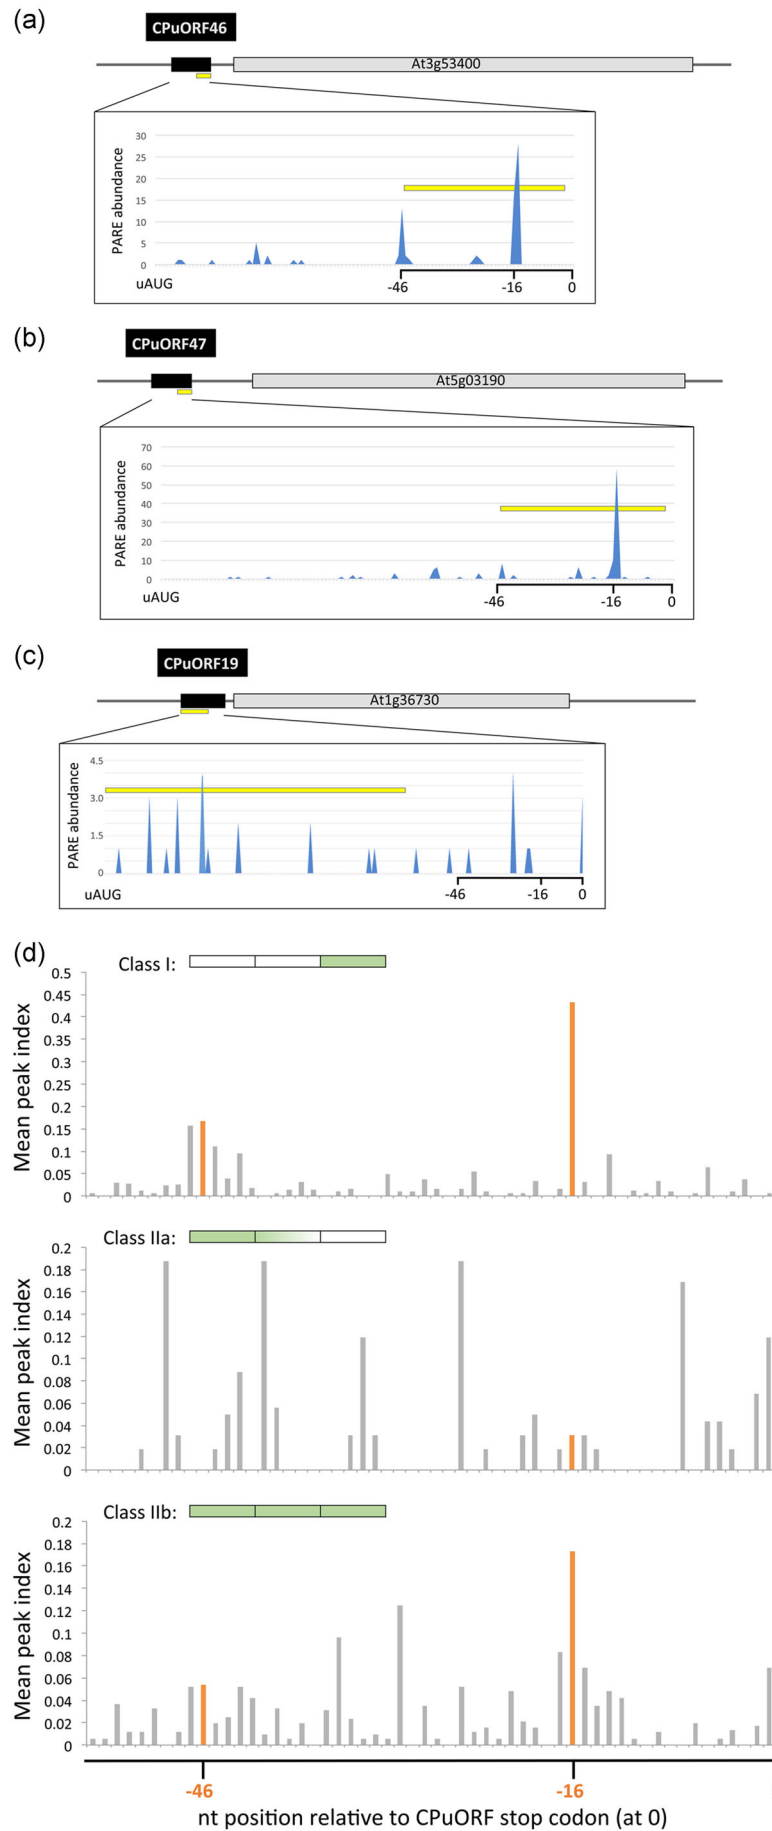 (a)
CPuORF46
At3g53400
PARE abundance
30
25
20
15
10
5
0
uAUG
-46
-16
0
(b)
CPuORF47
At5g03190
PARE abundance
70
60
50
40
30
20
10
0
uAUG
-46
-16
0
(c)
CPuORF19
At1g36730
PARE abundance
4.5
3.0
1.5
0
uAUG
-46
-16
0
(d)
Class I:
Mean peak index
0.5
0.45
0.4
0.35
0.3
0.25
0.2
0.15
0.1
0.05
0
Class IIa:
Mean peak index
0.2
0.18
0.16
0.14
0.12
0.1
0.08
0.06
0.04
0.02
0
Class IIb:
Mean peak index
0.2
0.18
0.16
0.14
0.12
0.1
0.08
0.06
0.04
0.02
0
-46
-16
nt position relative to CPuORF stop codon (at 0)